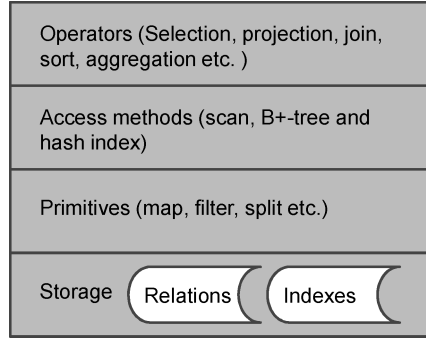 Operators (Selection, projection, join,
sort, aggregation etc. )
Access methods (scan, B+-tree and
hash index)
Primitives (map, filter, split etc.)
Storage Relations Indexes